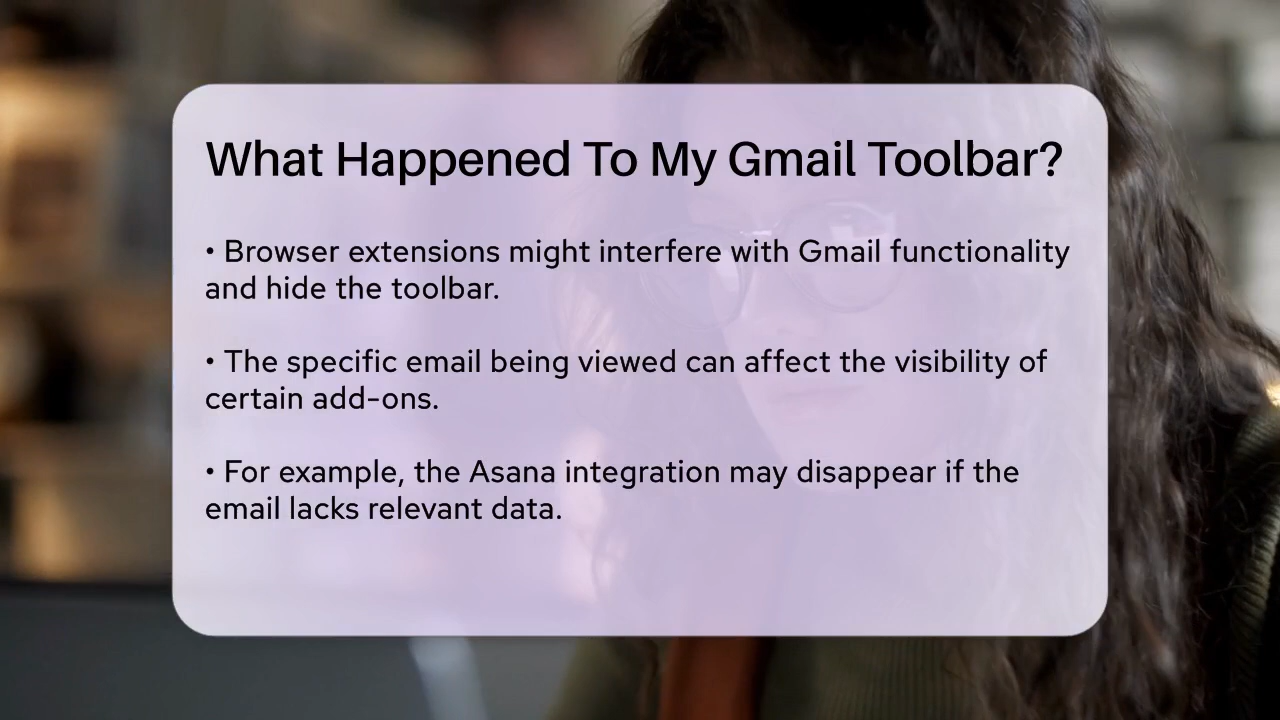 What Happened To My Gmail Toolbar?
• Browser extensions might interfere with Gmail functionality
and hide the toolbar.
• The specific email being viewed can affect the visibility of
certain add-ons.
• For example, the Asana integration may disappear if the
email lacks relevant data.